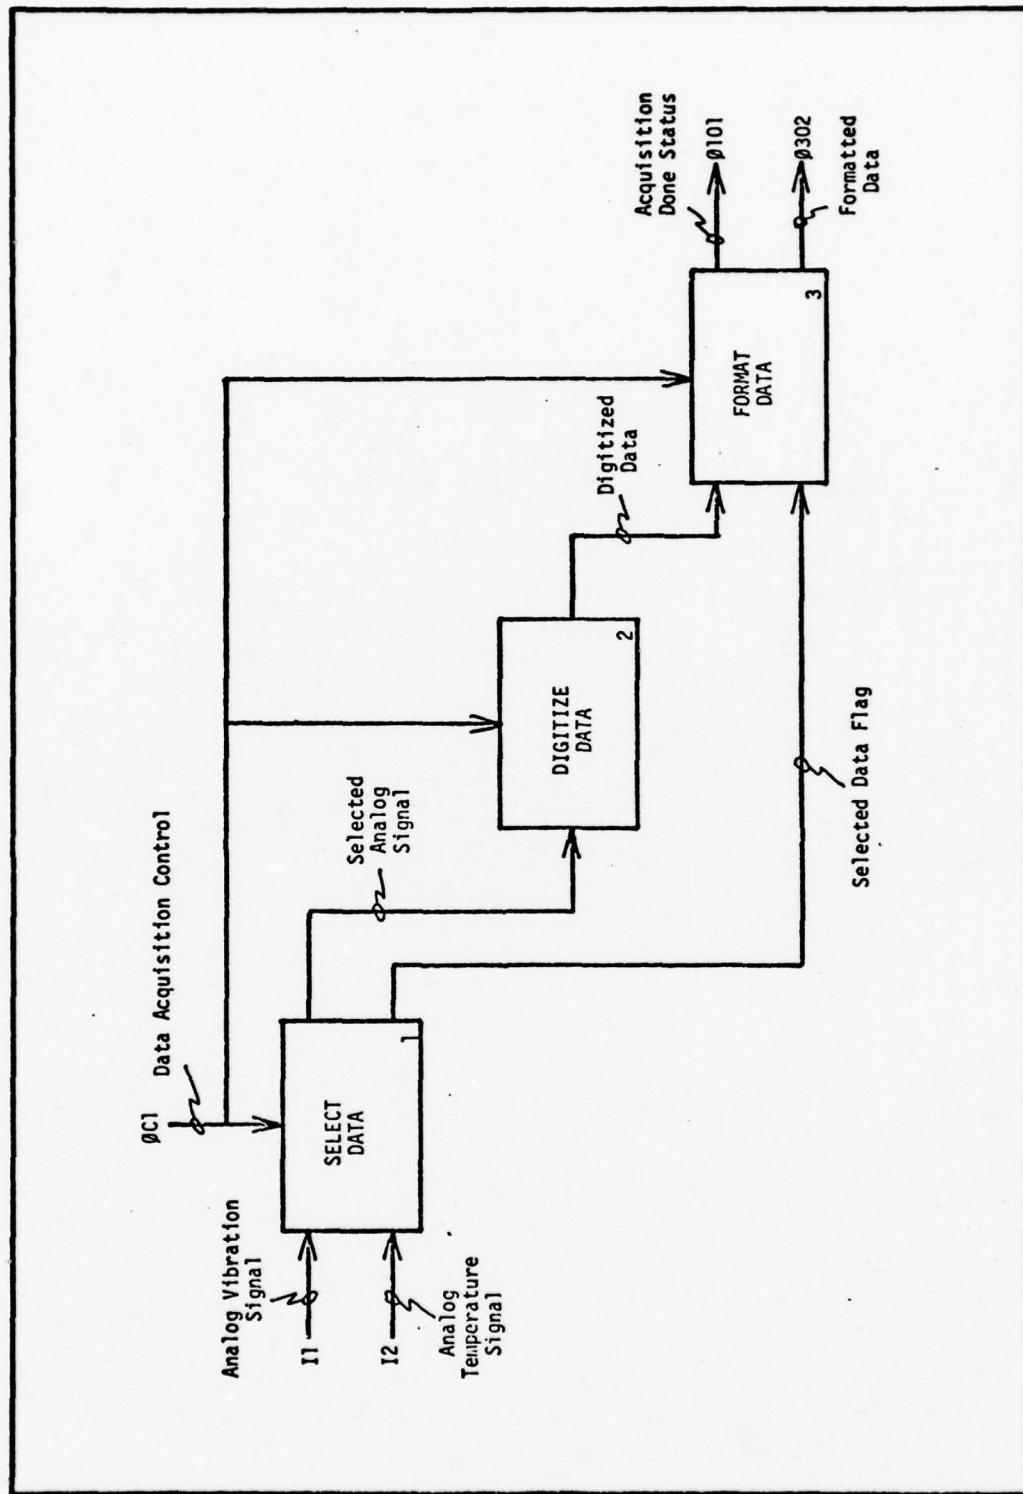 ØC1
Data Acquisition Control
Analog Vibration
Signal
I1
I2
Analog
Temperature
Signal
SELECT
DATA
1
Selected
Analog
Signal
DIGITIZE
DATA
2
Digitized
Data
Selected Data Flag
FORMAT
DATA
3
Acquisition
Done Status
Ø101
Ø302
Formatted
Data